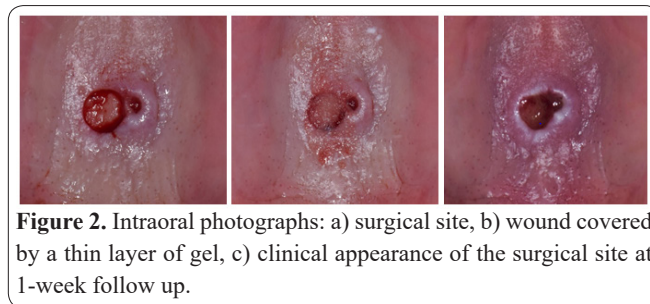 Figure 2. Intraoral photographs: a) surgical site, b) wound covered
by a thin layer of gel, c) clinical appearance of the surgical site at
1-week follow up.